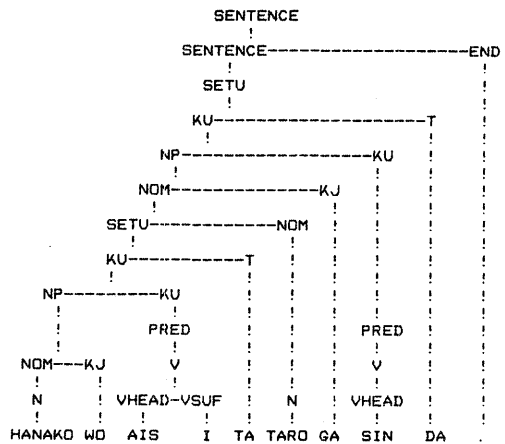 SENTENCE
SENTENCE END
SETU
KU T
NP KU
NOM KJ
SETU NOM
KU T
NP KU
PRED PRED
NOM KJ V V
N VHEAD VSUF N VHEAD
HANAKO WO AIS I TA TARO GA SIN DA .